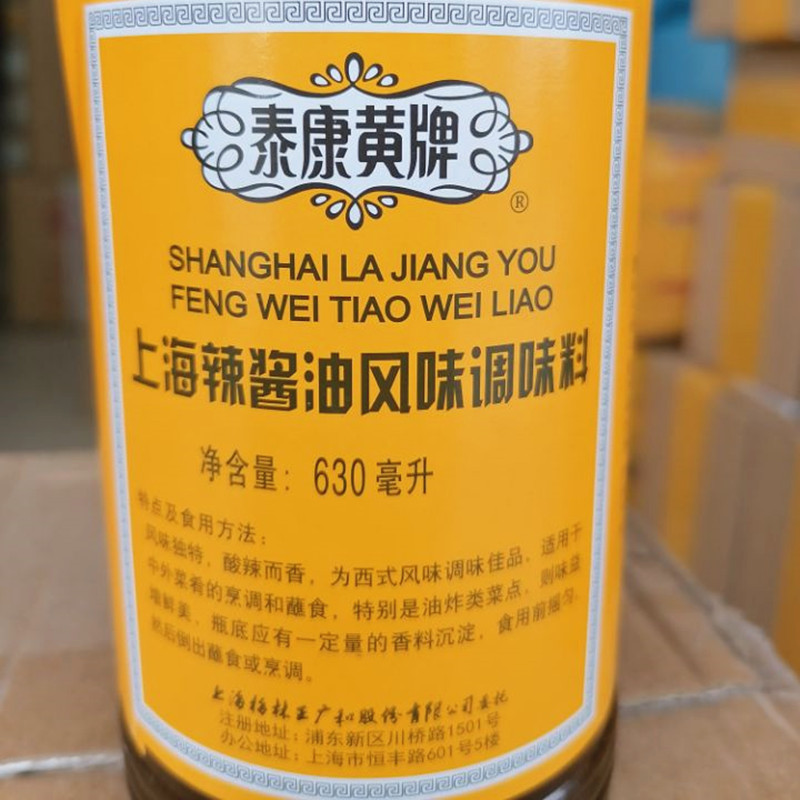 泰康黄牌
®
SHANGHAI LA JIANG YOU
FENG WEI TIAO WEI LIAO
上海辣酱油风味调味料
净含量：630毫升
特点及食用方法：
风味独特，酸辣而香，为西式风味调味佳品。适用于
中外菜肴的烹调和蘸食，特别是油炸类菜点，则味益
增鲜美，瓶底应有一定量的香料沉淀，食用前摇匀，
然后倒出蘸食或烹调。
上海梅林正广和股份有限公司委托
注册地址：浦东新区川桥路1501号
办公地址：上海市恒丰路601号5楼